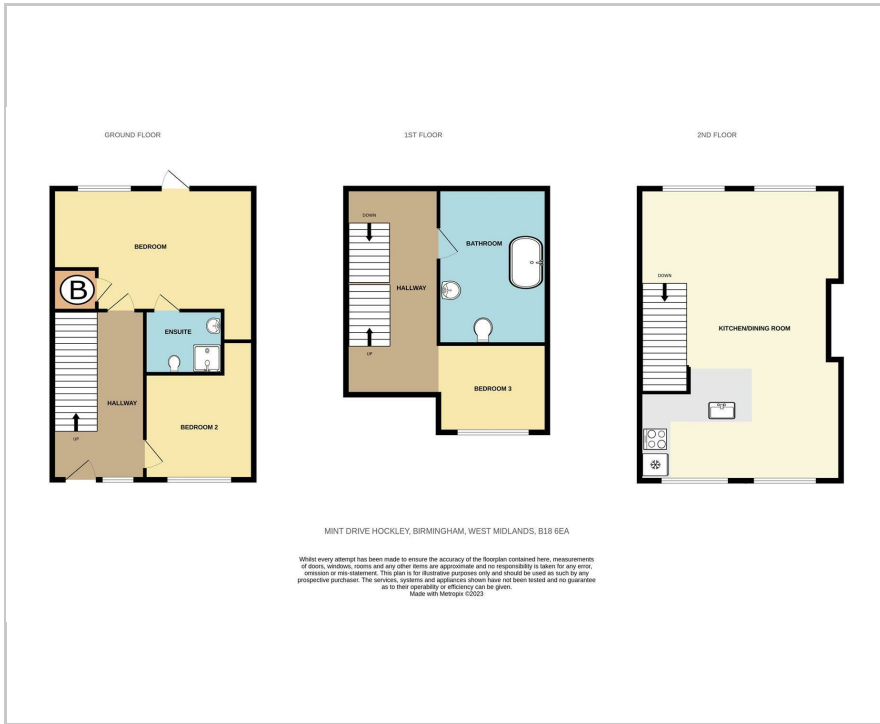 GROUND FLOOR
1ST FLOOR
2ND FLOOR
BEDROOM
B
ENSUITE
HALLWAY
BEDROOM 2
UP
DOWN
BATHROOM
HALLWAY
UP
BEDROOM 3
DOWN
KITCHEN/DINING ROOM
MINT DRIVE HOCKLEY, BIRMINGHAM, WEST MIDLANDS, B18 6EA
Whilst every attempt has been made to ensure the accuracy of the floorplan contained here, measurements
of doors, windows, rooms and any other items are approximate and no responsibility is taken for any error,
omission or mis-statement. This plan is for illustrative purposes only and should be used as such by any
prospective purchaser. The services, systems and appliances shown have not been tested and no guarantee
as to their operability or efficiency can be given.
Made with Metropix ©2023